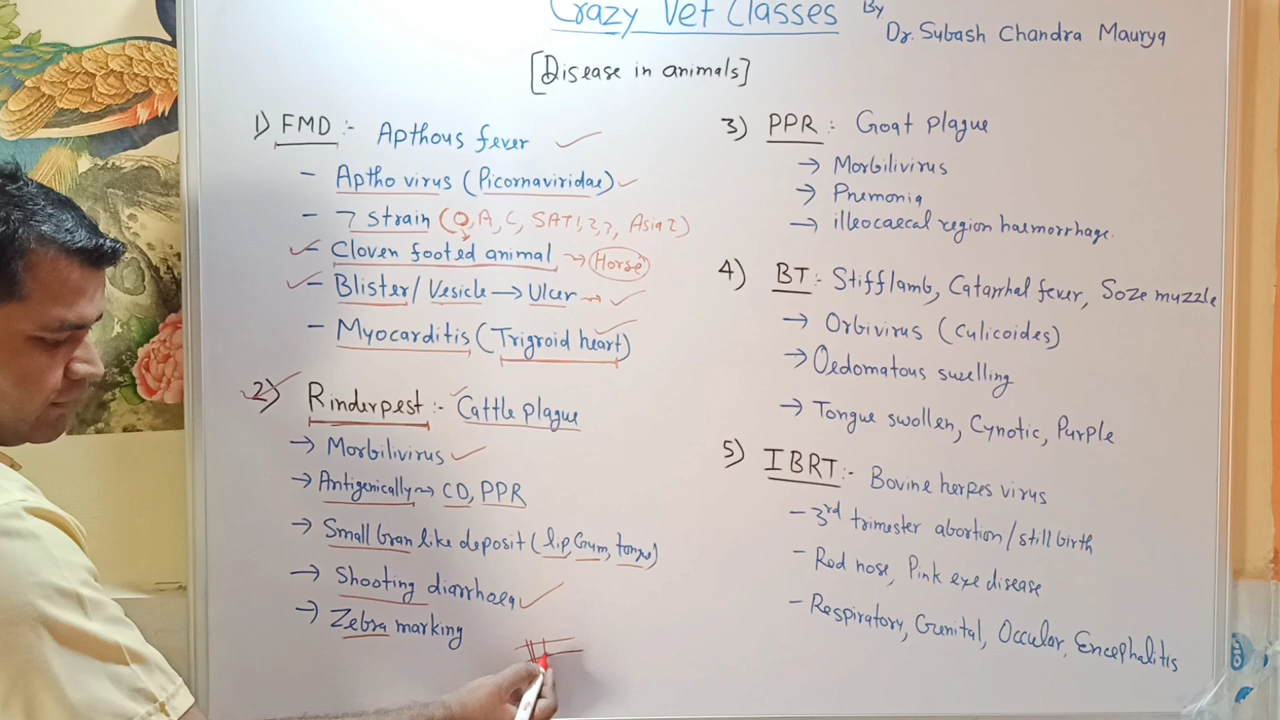 Crazy Vet Classes By
Dr. Subash Chandra Maurya
[Disease in animals]
1) FMD :- Apthous fever
- Aptho virus (Picornaviridae)
- 7 strain (O, A, C, SAT 1, 2, 3, Asia 2)
- Cloven footed animal → Horse
- Blister / Vesicle → Ulcer →
- Myocarditis (Trigroid heart)
2) Rinderpest :- Cattle plague
→ Morbilivirus
→ Antigenically → CD, PPR
→ Small bran like deposit (lip, Gum, tongue)
→ Shooting diarrhoea
→ Zebra marking
3) PPR :- Goat plague
→ Morbilivirus
→ Pnemonia
→ illeocaecal region haemorrhage.
4) BT :- Stifflamb, Catarrhal fever, Soze muzzle
→ Orbivirus (Culicoides)
→ Oedomatous swelling
→ Tongue swollen, Cynotic, Purple
5) IBRT :- Bovine herpes virus
- 3rd trimester abortion / still birth
- Red nose, Pink eye disease
- Respiratory, Genital, Occular, Encephalitis